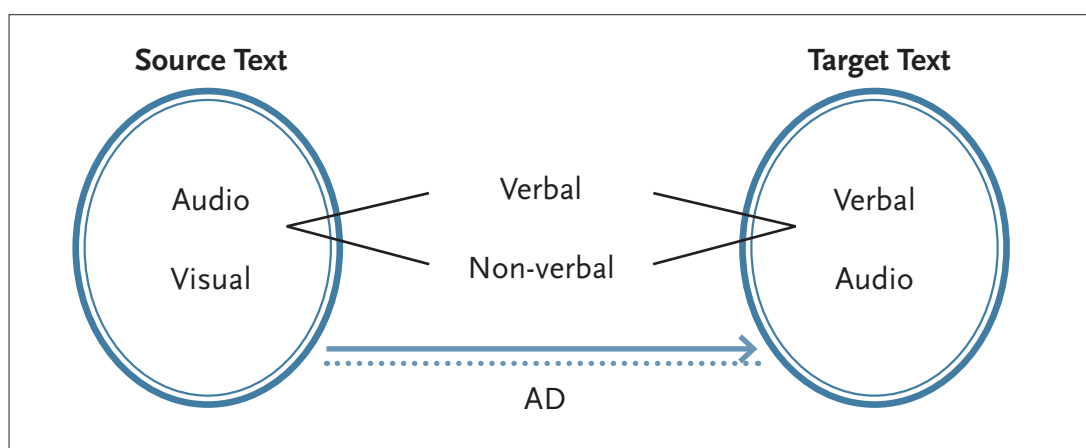 Source Text
Target Text
Audio
Visual
Verbal
Non-verbal
Verbal
Audio
AD